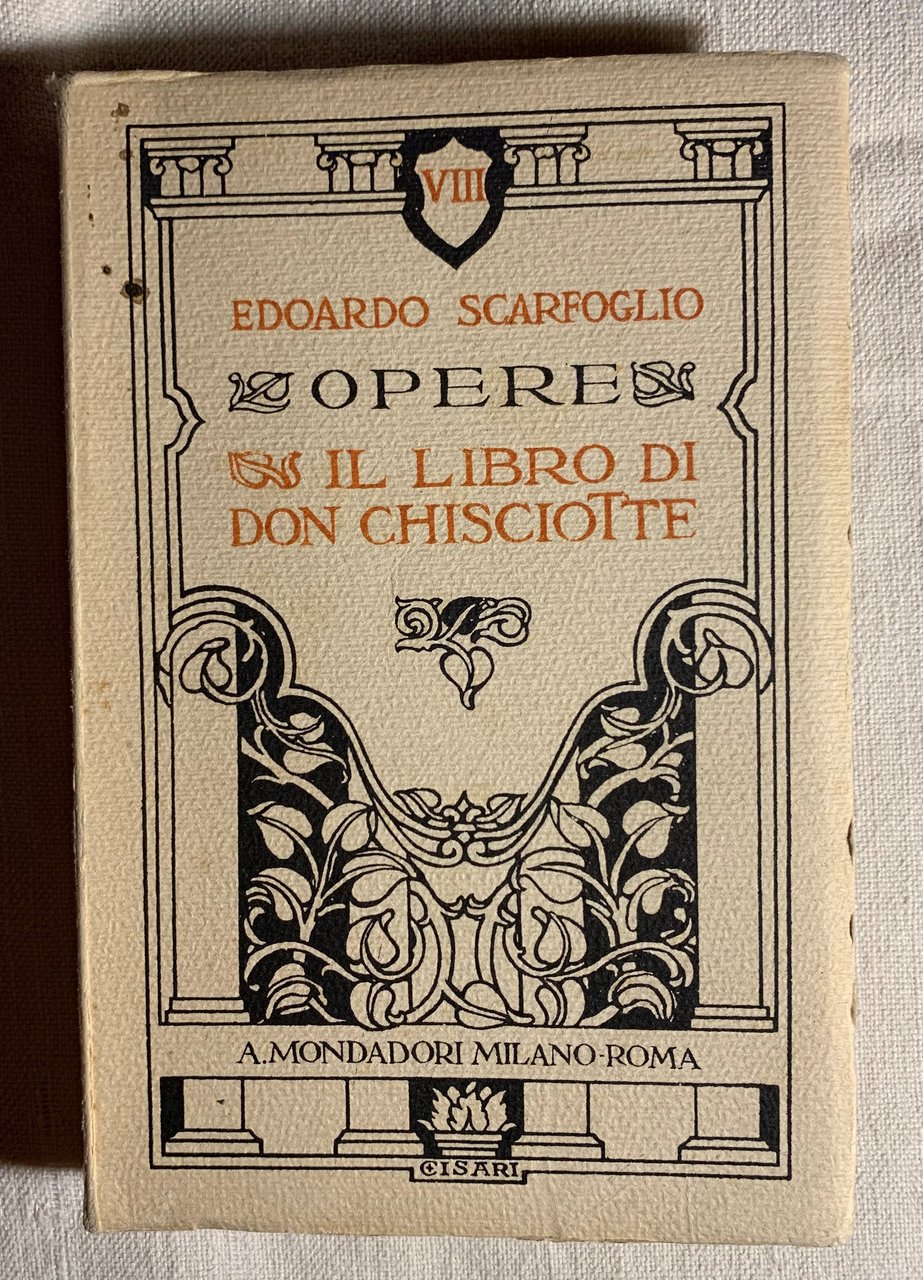 VIII
EDOARDO SCARFOGLIO
OPERE
IL LIBRO DI
DON CHISCIOTTE
A. MONDADORI MILANO-ROMA
CISARI